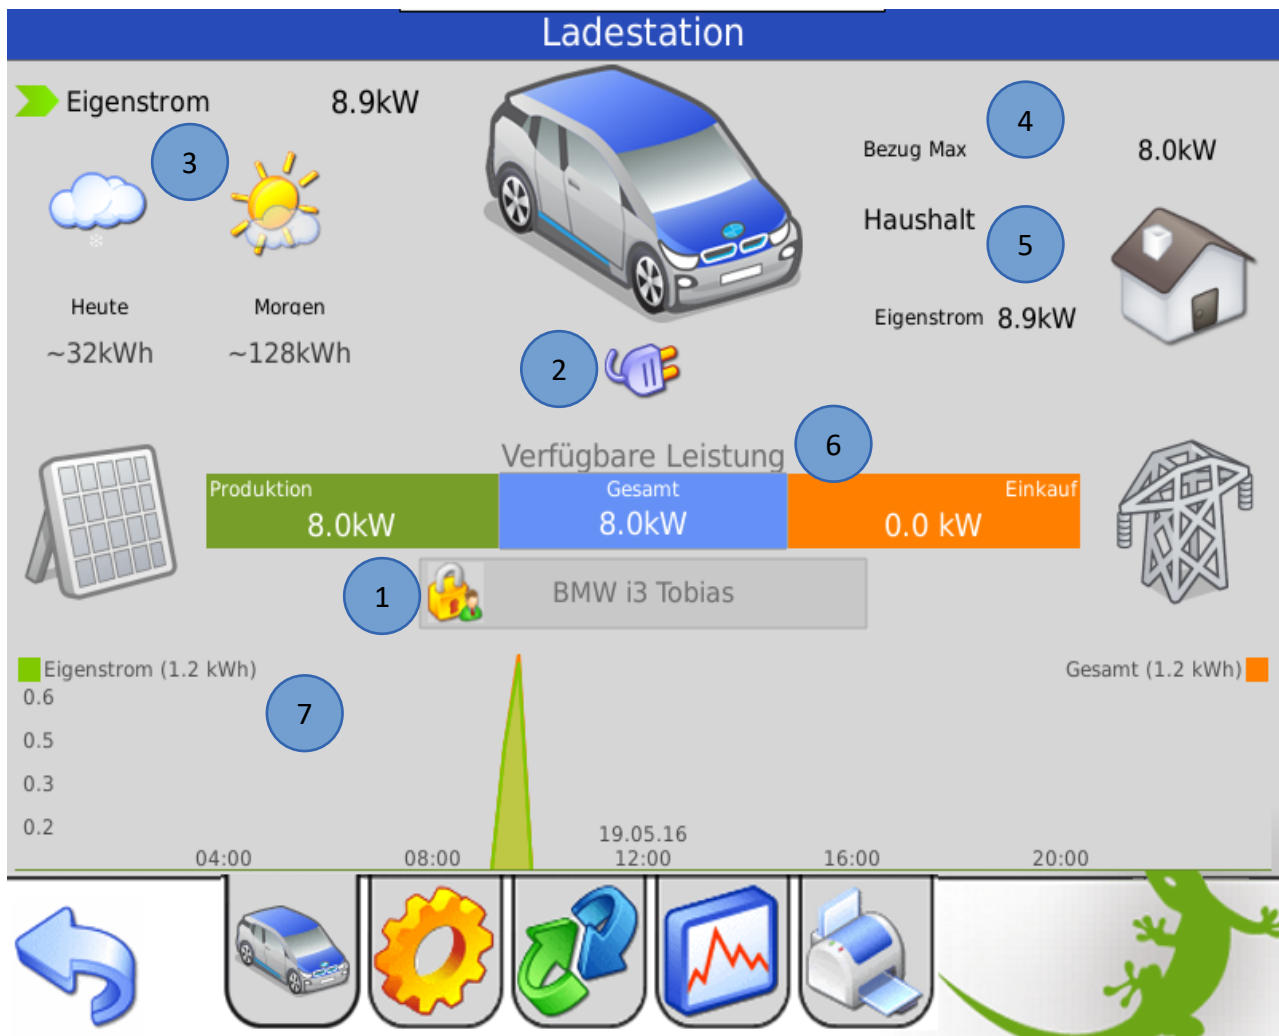 Ladestation
Eigenstrom 8.9kW
3
4
Bezug Max 8.0kW
Haushalt
5
Heute Morgen
Eigenstrom 8.9kW
~32kWh ~128kWh
2
Verfügbare Leistung
6
Produktion Gesamt Einkauf
8.0kW 8.0kW 0.0 kW
1
BMW i3 Tobias
Eigenstrom (1.2 kWh) Gesamt (1.2 kWh)
0.6
7
0.5
0.3
0.2
19.05.16
04:00 08:00 12:00 16:00 20:00